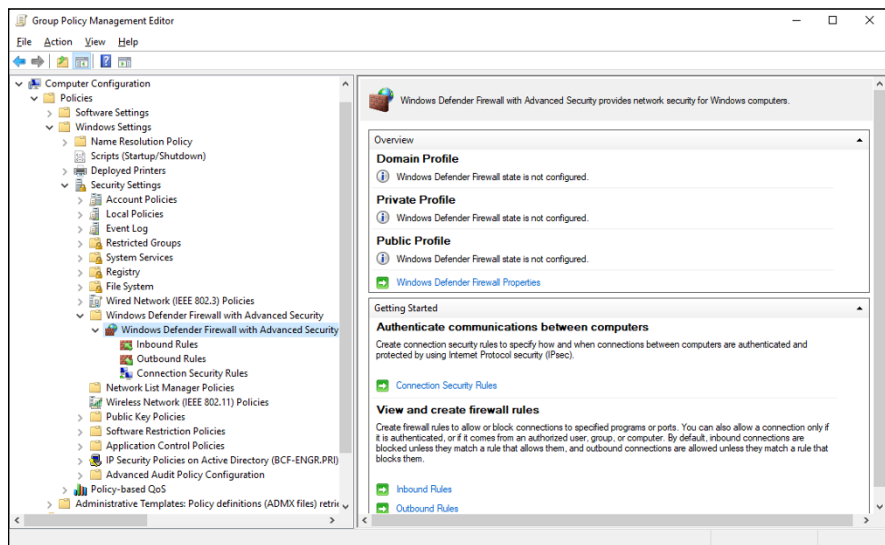 Group Policy Management Editor
File Action View Help
Computer Configuration
Policies
Software Settings
Windows Settings
Name Resolution Policy
Scripts (Startup/Shutdown)
Deployed Printers
Security Settings
Account Policies
Local Policies
Event Log
Restricted Groups
System Services
Registry
File System
Wired Network (IEEE 802.3) Policies
Windows Defender Firewall with Advanced Security
Windows Defender Firewall with Advanced Security
Inbound Rules
Outbound Rules
Connection Security Rules
Network List Manager Policies
Wireless Network (IEEE 802.11) Policies
Public Key Policies
Software Restriction Policies
Application Control Policies
IP Security Policies on Active Directory (BCF-ENGR.PRI)
Advanced Audit Policy Configuration
Policy-based QoS
Administrative Templates: Policy definitions (ADMX files) retri
Windows Defender Firewall with Advanced Security provides network security for Windows computers.
Overview
Domain Profile
Windows Defender Firewall state is not configured.
Private Profile
Windows Defender Firewall state is not configured.
Public Profile
Windows Defender Firewall state is not configured.
Windows Defender Firewall Properties
Getting Started
Authenticate communications between computers
Create connection security rules to specify how and when connections between computers are authenticated and
protected by using Internet Protocol security (IPsec).
Connection Security Rules
View and create firewall rules
Create firewall rules to allow or block connections to specified programs or ports. You can also allow a connection only if
it is authenticated, or if it comes from an authorized user, group, or computer. By default, inbound connections are
blocked unless they match a rule that allows them, and outbound connections are allowed unless they match a rule that
blocks them.
Inbound Rules
Outbound Rules